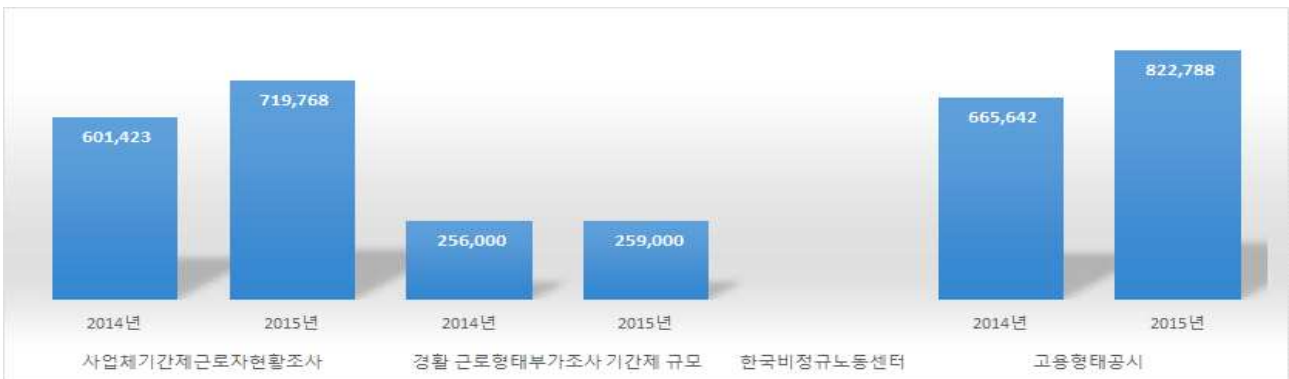 822,788
719,768
665,642
601,423
256,000 259,000
2014년 2015년 2014년 2015년 2014년 2015년
사업체기간제근로자현황조사 경활 근로형태부가조사 기간제 규모 한국비정규노동센터 고용형태공시